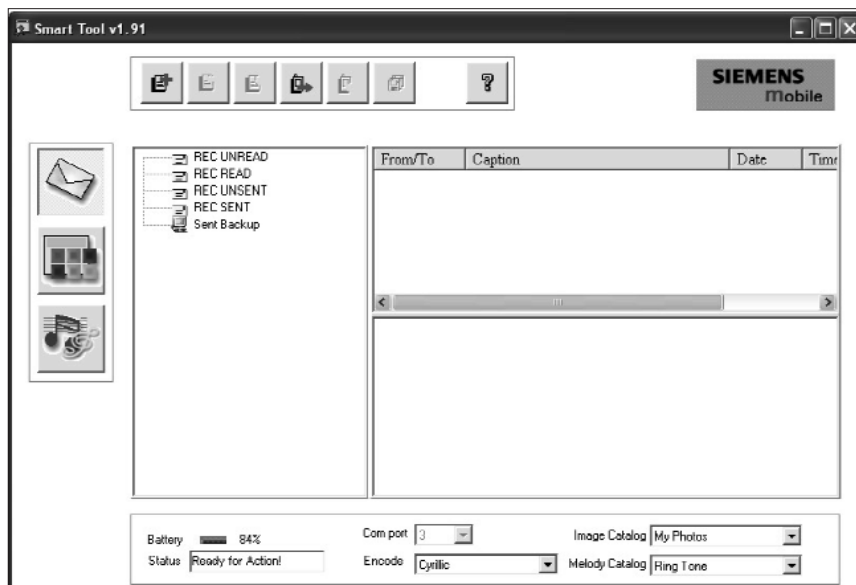 Smart Tool v1.91
?
SIEMENS
mobile
REC UNREAD
REC READ
REC UNSENT
REC SENT
Sent Backup
From/To Caption Date Time
Battery 84%
Status Ready for Action!
Com port 3
Encode Cyrillic
Image Catalog My Photos
Melody Catalog Ring Tone